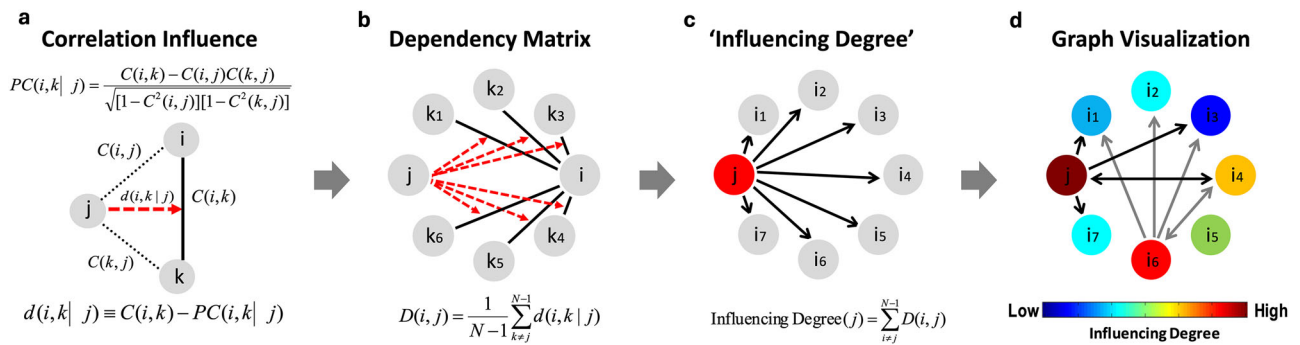 a
Correlation Influence
PC(i,k| j) = C(i,k)−C(i,j)C(k,j) / √[1−C²(i,j)][1−C²(k,j)]
i
C(i,j)
j
d(i,k | j)
C(i,k)
C(k,j)
k
d(i,k| j) ≡ C(i,k) − PC(i,k| j)
b
Dependency Matrix
k2
k1
k3
j
i
k6
k4
k5
D(i,j) = 1/N−1 ∑ N−1 k≠j d(i,k | j)
c
‘Influencing Degree’
i2
i1
i3
j
i4
i7
i5
i6
Influencing Degree(j) = ∑ N−1 i≠j D(i,j)
d
Graph Visualization
i2
i1
i3
j
i4
i7
i5
i6
Low
High
Influencing Degree